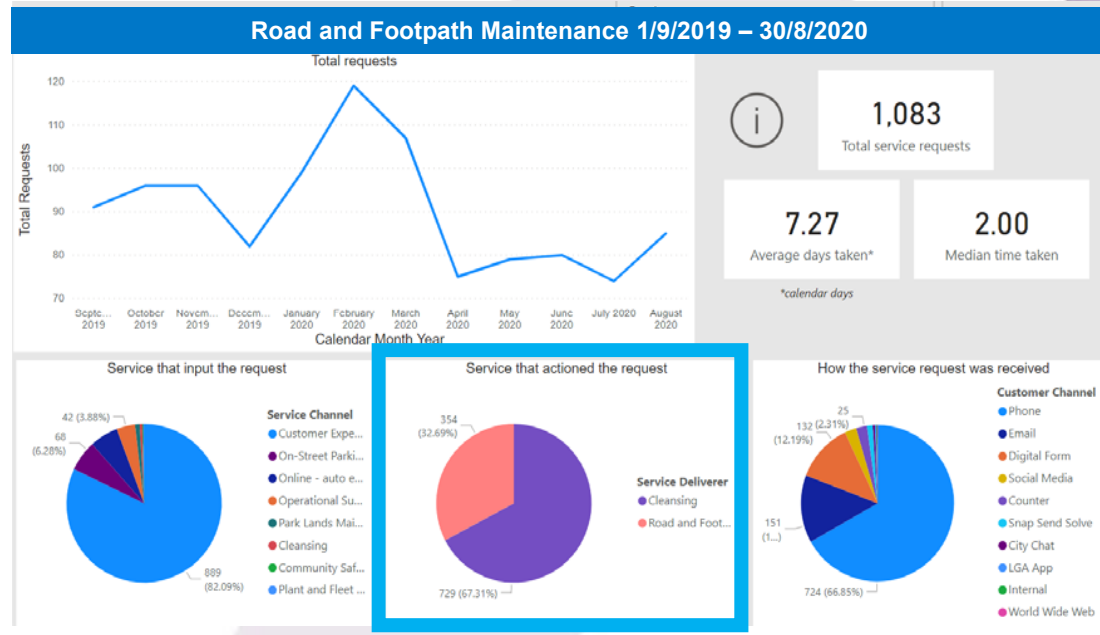 Road and Footpath Maintenance 1/9/2019 – 30/8/2020
Total requests
Total Requests
120
110
100
90
80
70
Septe... 2019
October 2019
Novem... 2019
Decem... 2019
January 2020
February 2020
March 2020
April 2020
May 2020
June 2020
July 2020
August 2020
Calendar Month Year
i
1,083
Total service requests
7.27
Average days taken*
2.00
Median time taken
*calendar days
Service that input the request
42 (3.88%)
68
(6.28%)
889
(82.09%)
Service Channel
Customer Expe...
On-Street Parki...
Online - auto e...
Operational Su...
Park Lands Mai...
Cleansing
Community Saf...
Plant and Fleet ...
Service that actioned the request
354
(32.69%)
729 (67.31%)
Service Deliverer
Cleansing
Road and Foot...
How the service request was received
25
(2.31%)
132
(12.19%)
151
(1...)
724 (66.85%)
Customer Channel
Phone
Email
Digital Form
Social Media
Counter
Snap Send Solve
City Chat
LGA App
Internal
World Wide Web